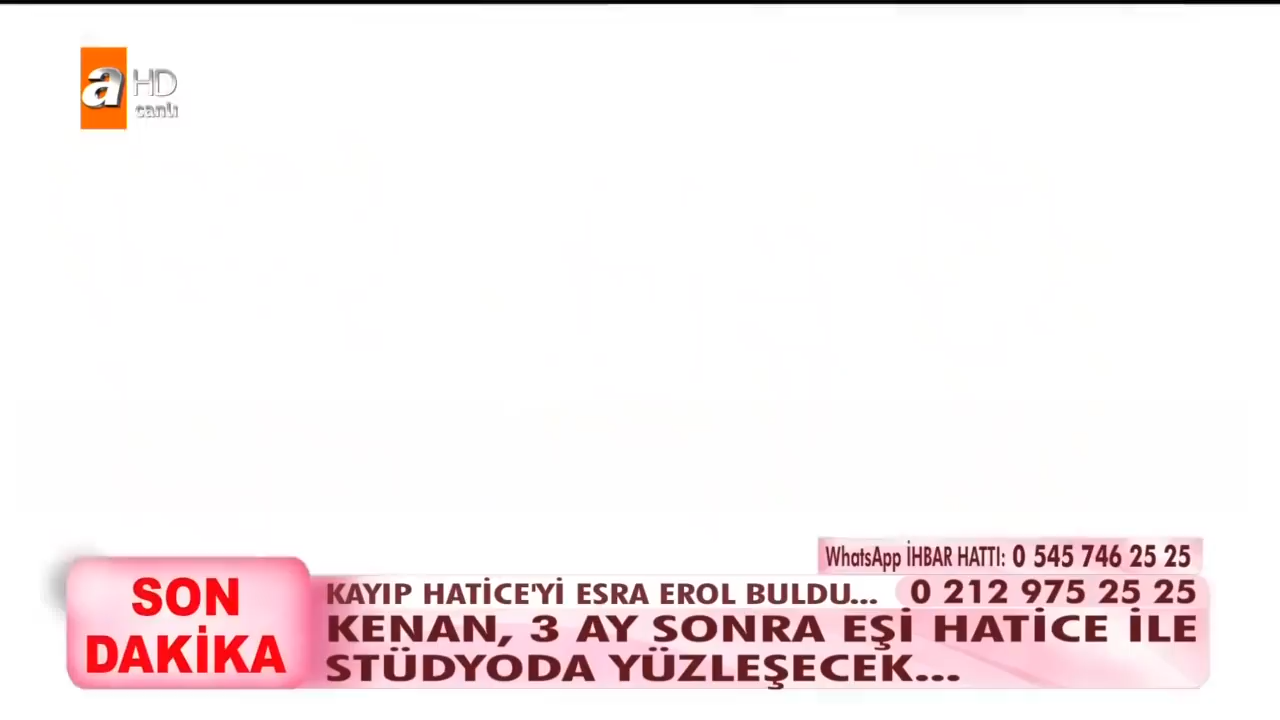 a HD
canlı
WhatsApp İHBAR HATTI: 0 545 746 25 25
SON DAKİKA
KAYIP HATİCE'Yİ ESRA EROL BULDU... 0 212 975 25 25
KENAN, 3 AY SONRA EŞİ HATİCE İLE
STÜDYODA YÜZLEŞECEK...